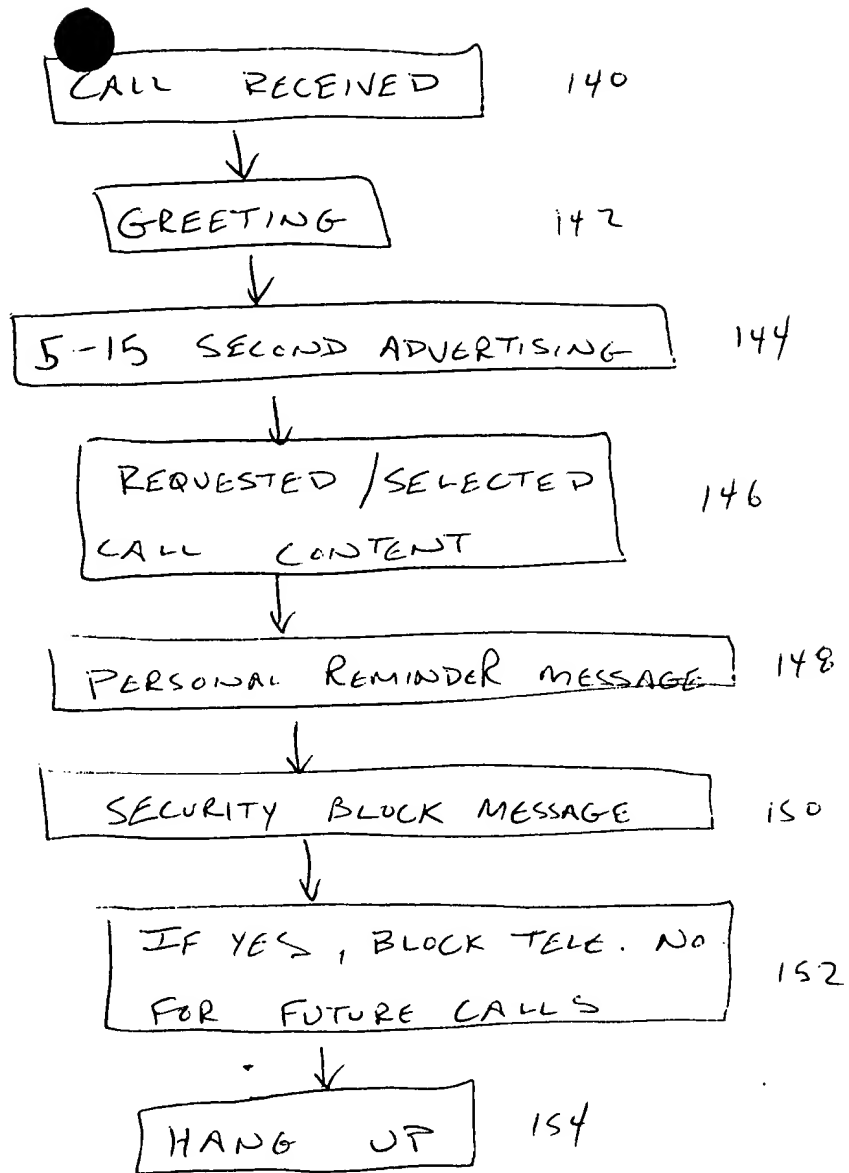 CALL RECEIVED 140
GREETING 142
5-15 SECOND ADVERTISING 144
REQUESTED / SELECTED
CALL CONTENT 146
PERSONAL REMINDER MESSAGE 148
SECURITY BLOCK MESSAGE 150
IF YES, BLOCK TELE. NO
FOR FUTURE CALLS 152
HANG UP 154